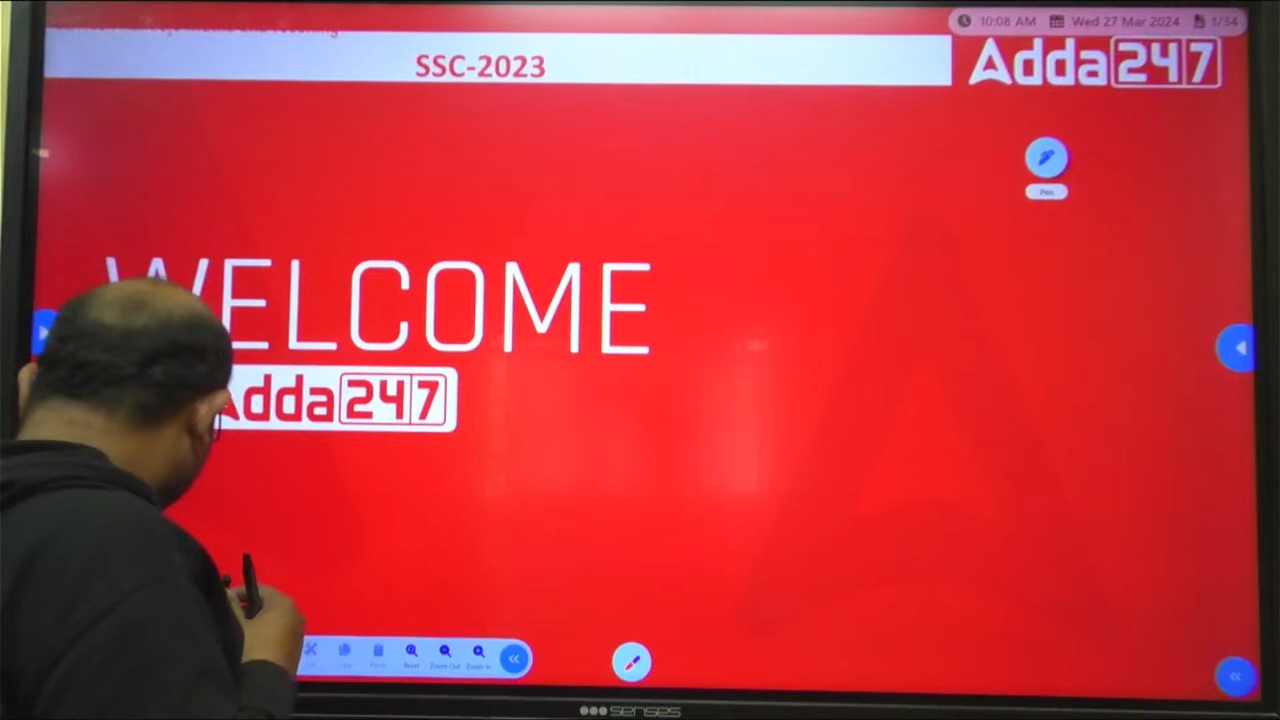 10:08 AM Wed 27 Mar 2024 1/34
SSC-2023
Adda247
Pen
WELCOME
Adda247
Reset Zoom Out Zoom In
senses